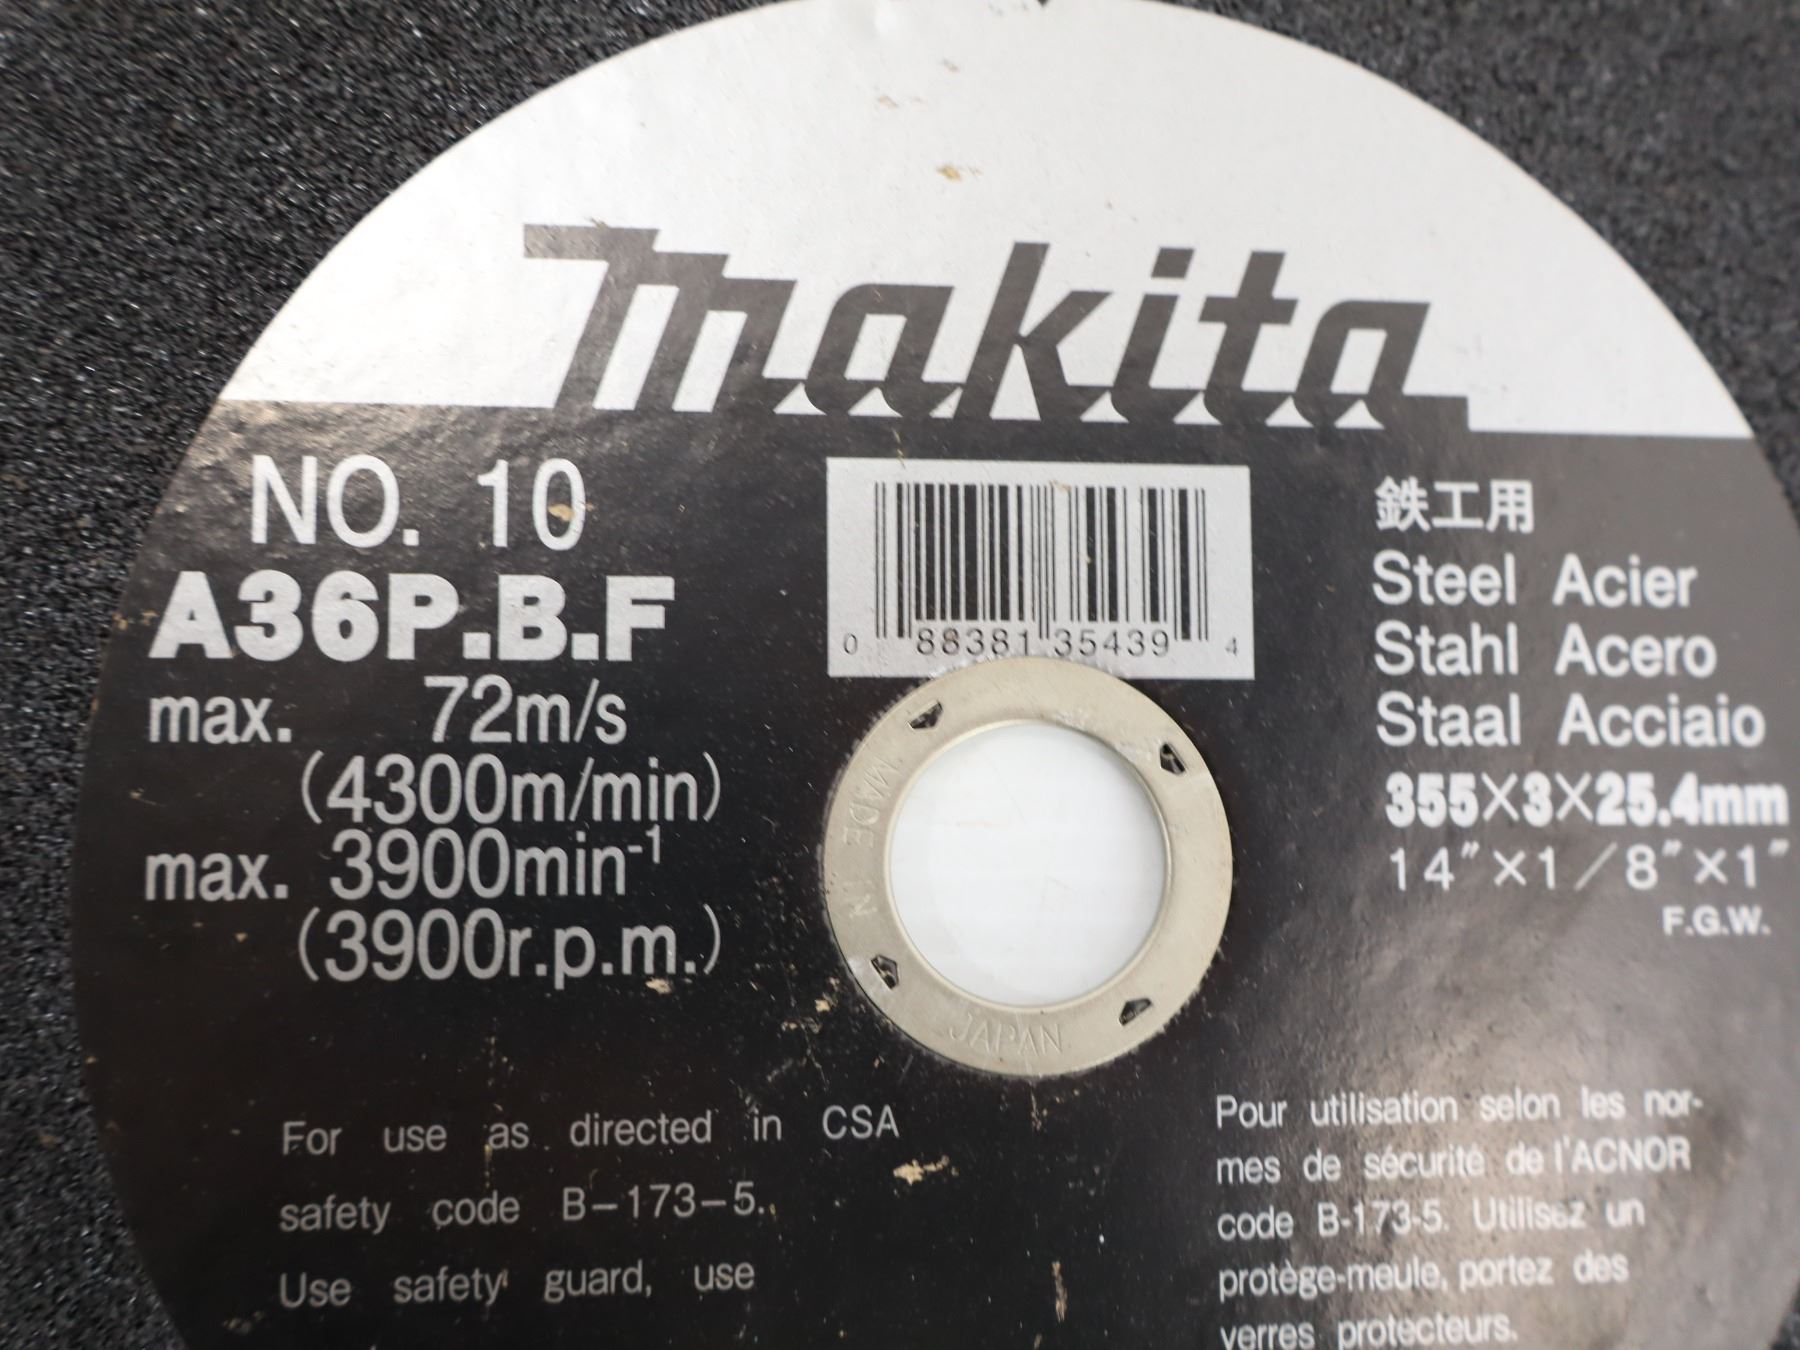 makita
NO. 10
A36P.B.F
max. 72m/s
(4300m/min)
max. 3900min-1
(3900r.p.m.)
0 88381 35439 4
鉄工用
Steel Acier
Stahl Acero
Staal Acciaio
355×3×25.4mm
14"×1/8"×1"
F.G.W.
MADE IN
JAPAN
For use as directed in CSA
safety code B-173-5.
Use safety guard, use
Pour utilisation selon les nor-
mes de sécurité de l'ACNOR
code B-173-5. Utilisez un
protège-meule, portez des
verres protecteurs.